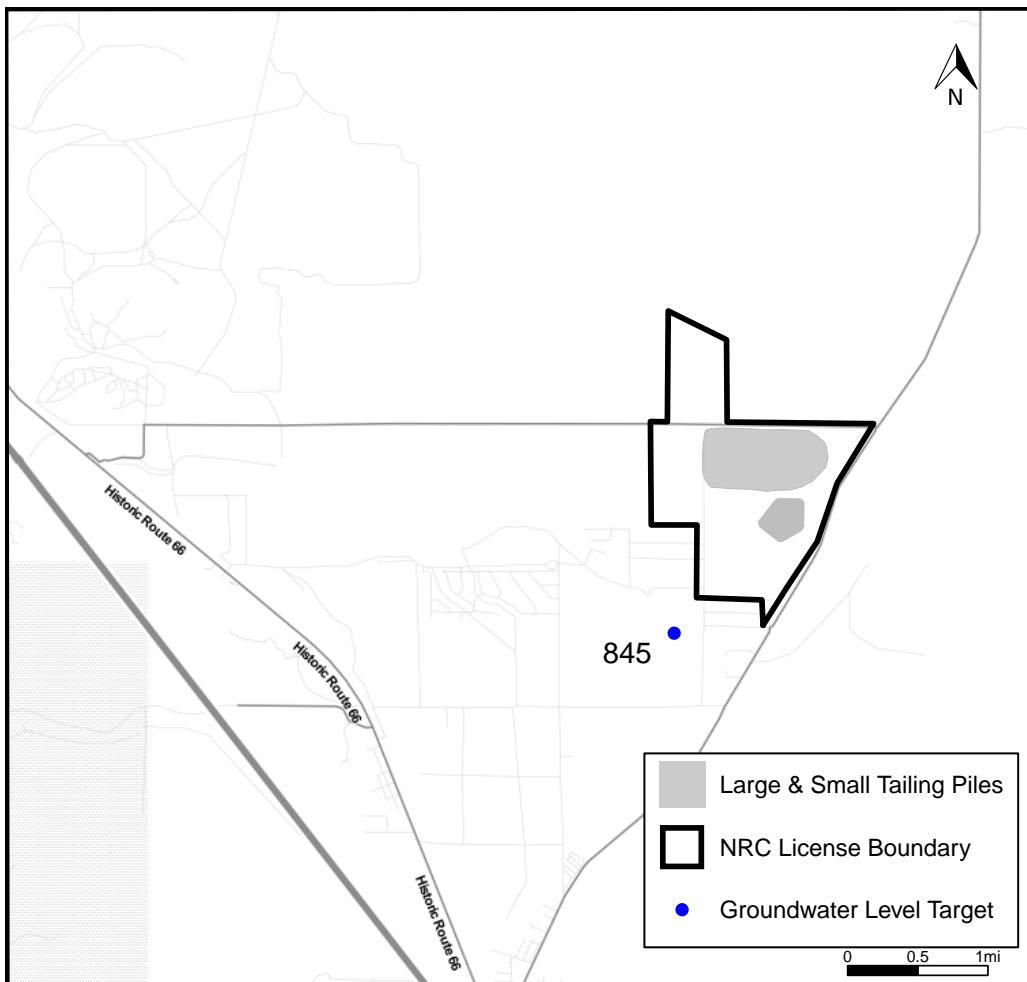 N
Historic Route 66
Historic Route 66
845
Historic Route 66
Large & Small Tailing Piles
NRC License Boundary
Groundwater Level Target
0 0.5 1mi